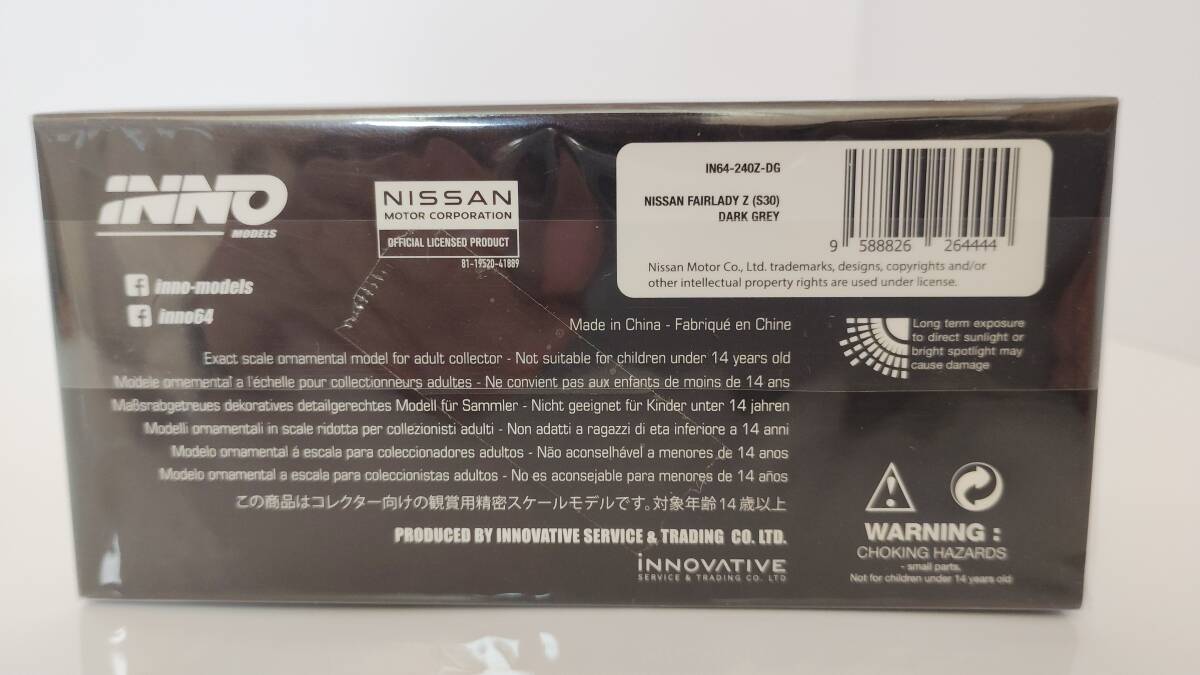 INNO
MODELS
inno-models
inno64
NISSAN
MOTOR CORPORATION
OFFICIAL LICENSED PRODUCT
81-19520-41889
IN64-240Z-DG
NISSAN FAIRLADY Z (S30)
DARK GREY
9 588826 264444
Nissan Motor Co., Ltd. trademarks, designs, copyrights and/or
other intellectual property rights are used under license.
Made in China - Fabriqué en Chine
Long term exposure
to direct sunlight or
bright spotlight may
cause damage
Exact scale ornamental model for adult collector - Not suitable for children under 14 years old
Modele ornemental a l'échelle pour collectionneurs adultes - Ne convient pas aux enfants de moins de 14 ans
Maßsrabgetreues dekoratives detailgerechtes Modell für Sammler - Nicht geeignet für Kinder unter 14 jahren
Modelli ornamentali in scale ridotta per collezionisti adulti - Non adatti a ragazzi di eta inferiore a 14 anni
Modelo ornamental á escala para coleccionadores adultos - Não aconselhável a menores de 14 anos
Modelo ornamental a escala para coleccionistas adultos - No es aconsejable para menores de 14 años
この商品はコレクター向けの観賞用精密スケールモデルです。対象年齢14歳以上
PRODUCED BY INNOVATIVE SERVICE & TRADING CO. LTD.
iNNOVATIVE
SERVICE & TRADING CO. LTD
WARNING :
CHOKING HAZARDS
- small parts.
Not for children under 14 years old